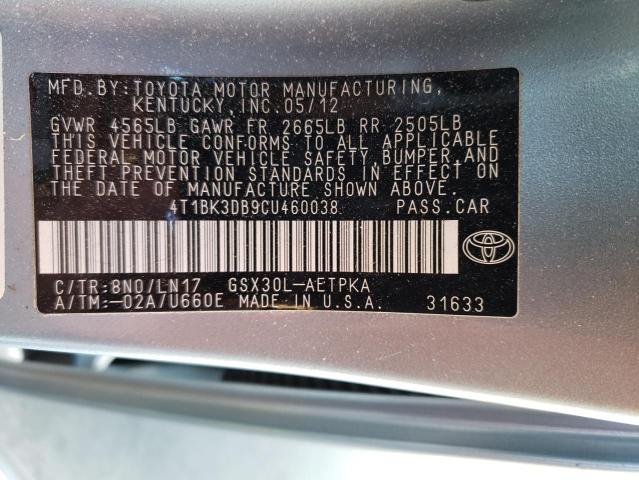 MFD.BY:TOYOTA MOTOR MANUFACTURING,
KENTUCKY,INC.05/12
GVWR 4565LB GAWR FR 2665LB RR 2505LB
THIS VEHICLE CONFORMS TO ALL APPLICABLE
FEDERAL MOTOR VEHICLE SAFETY,BUMPER,AND
THEFT PREVENTION STANDARDS IN EFFECT ON
THE DATE OF MANUFACTURE SHOWN ABOVE.
4T1BK3DB9CU460038 PASS.CAR
C/TR:8N0/LN17 GSX30L-AETPKA
A/TM:-02A/U660E MADE IN U.S.A. 31633